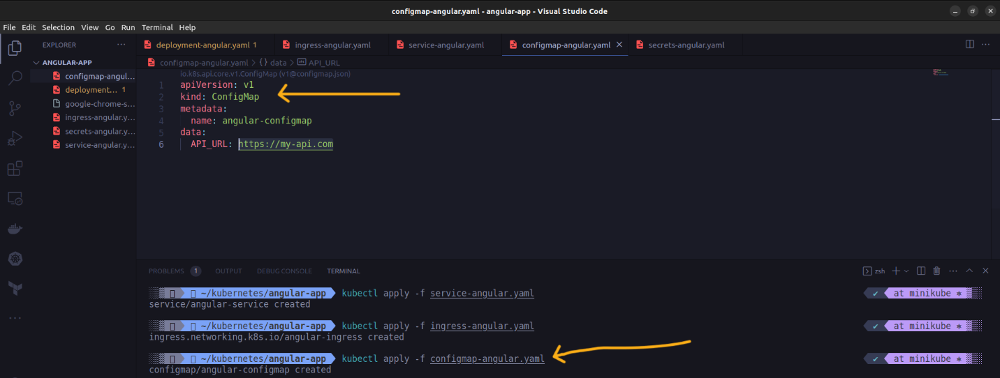 configmap-angular.yaml - angular-app - Visual Studio Code
File Edit Selection View Go Run Terminal Help
EXPLORER ···
deployment-angular.yaml 1 ingress-angular.yaml service-angular.yaml configmap-angular.yaml secrets-angular.yaml
ANGULAR-APP
configmap-angul...
deployment... 1
google-chrome-s...
ingress-angular.y...
secrets-angular.y...
service-angular.y...
configmap-angular.yaml > {} data > API_URL
io.k8s.api.core.v1.ConfigMap (v1@configmap.json)
1 apiVersion: v1
2 kind: ConfigMap
3 metadata:
4 name: angular-configmap
5 data:
6 API_URL: https://my-api.com
PROBLEMS 1 OUTPUT DEBUG CONSOLE TERMINAL zsh
~/kubernetes/angular-app kubectl apply -f service-angular.yaml ✔ at minikube
service/angular-service created
~/kubernetes/angular-app kubectl apply -f ingress-angular.yaml ✔ at minikube
ingress.networking.k8s.io/angular-ingress created
~/kubernetes/angular-app kubectl apply -f configmap-angular.yaml ✔ at minikube
configmap/angular-configmap created